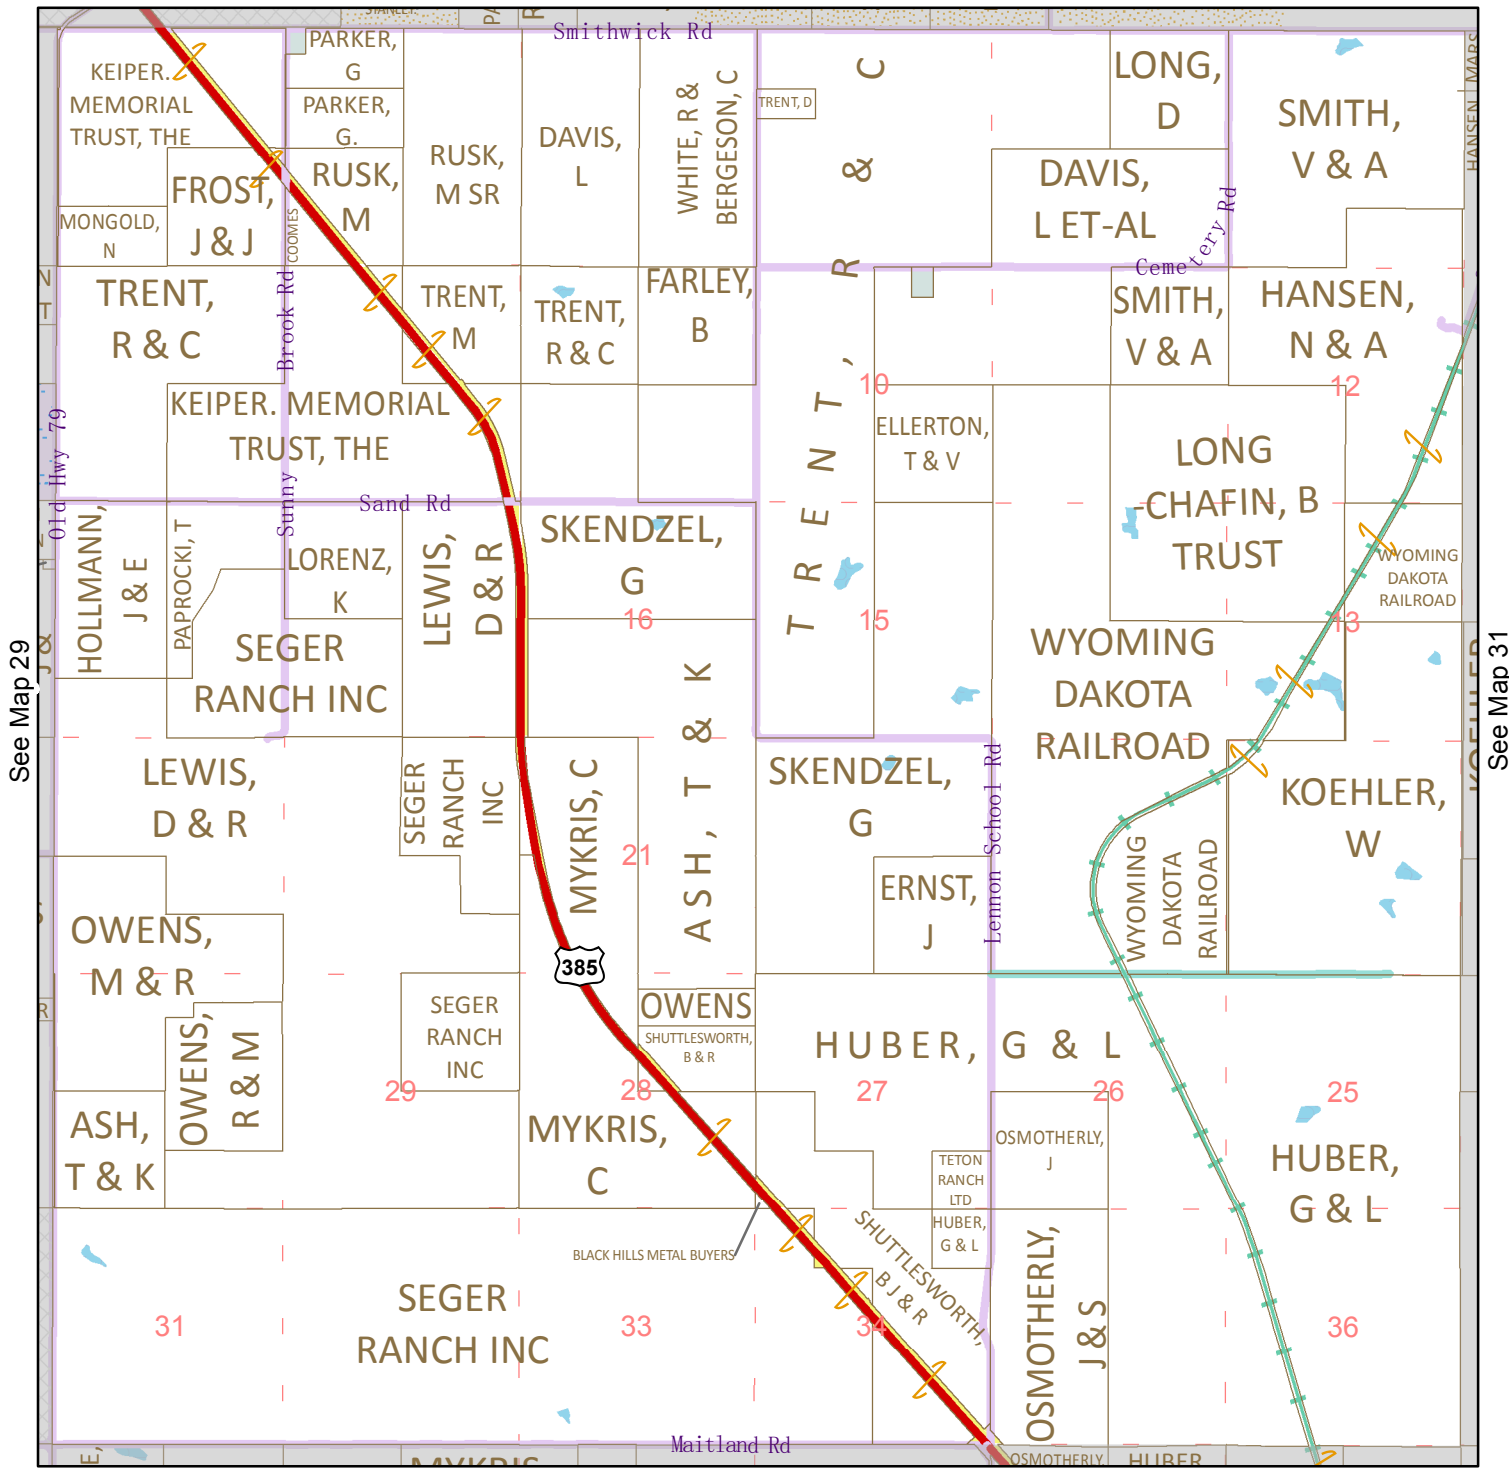 STANLEY
Smithwick Rd
KEIPER.
MEMORIAL
TRUST, THE
PARKER,
G
PARKER,
G.
RUSK,
M SR
DAVIS,
L
WHITE, R &
BERGESON, C
TRENT, D
TRENT, R & C
LONG,
D
SMITH,
V & A
MARS
HANSEN
FROST,
J & J
RUSK,
M
COOMES
MONGOLD,
N
DAVIS,
L ET-AL
Cemetery Rd
N
T
TRENT,
R & C
Sunny Brook Rd
TRENT,
M
TRENT,
R & C
FARLEY,
B
SMITH,
V & A
HANSEN,
N & A
10
12
KEIPER. MEMORIAL
TRUST, THE
ELLERTON,
T & V
LONG
-CHAFIN, B
TRUST
Old Hwy 79
Sand Rd
HOLLMANN,
J & E
PAPROCKI, T
LORENZ,
K
LEWIS,
D & R
SKENDZEL,
G
16
15
13
WYOMING
DAKOTA
RAILROAD
J &
SEGER
RANCH INC
ASH, T & K
WYOMING
DAKOTA
RAILROAD
KOEHLER
See Map 29
See Map 31
LEWIS,
D & R
SEGER
RANCH
INC
MYKRIS, C
21
SKENDZEL,
G
Lennon School Rd
KOEHLER,
W
ERNST,
J
WYOMING
DAKOTA
RAILROAD
OWENS,
M & R
385
R
OWENS,
R & M
SEGER
RANCH
INC
OWENS
SHUTTLESWORTH,
B & R
HUBER, G & L
29
28
27
26
25
ASH,
T & K
MYKRIS,
C
OSMOTHERLY,
J
TETON
RANCH
LTD
HUBER,
G & L
HUBER,
G & L
BLACK HILLS METAL BUYERS
SHUTTLESWORTH,
B J & R
OSMOTHERLY,
J & S
SEGER
RANCH INC
31
33
34
36
Maitland Rd
E,
MYKRIS
OSMOTHERLY,
HUBER